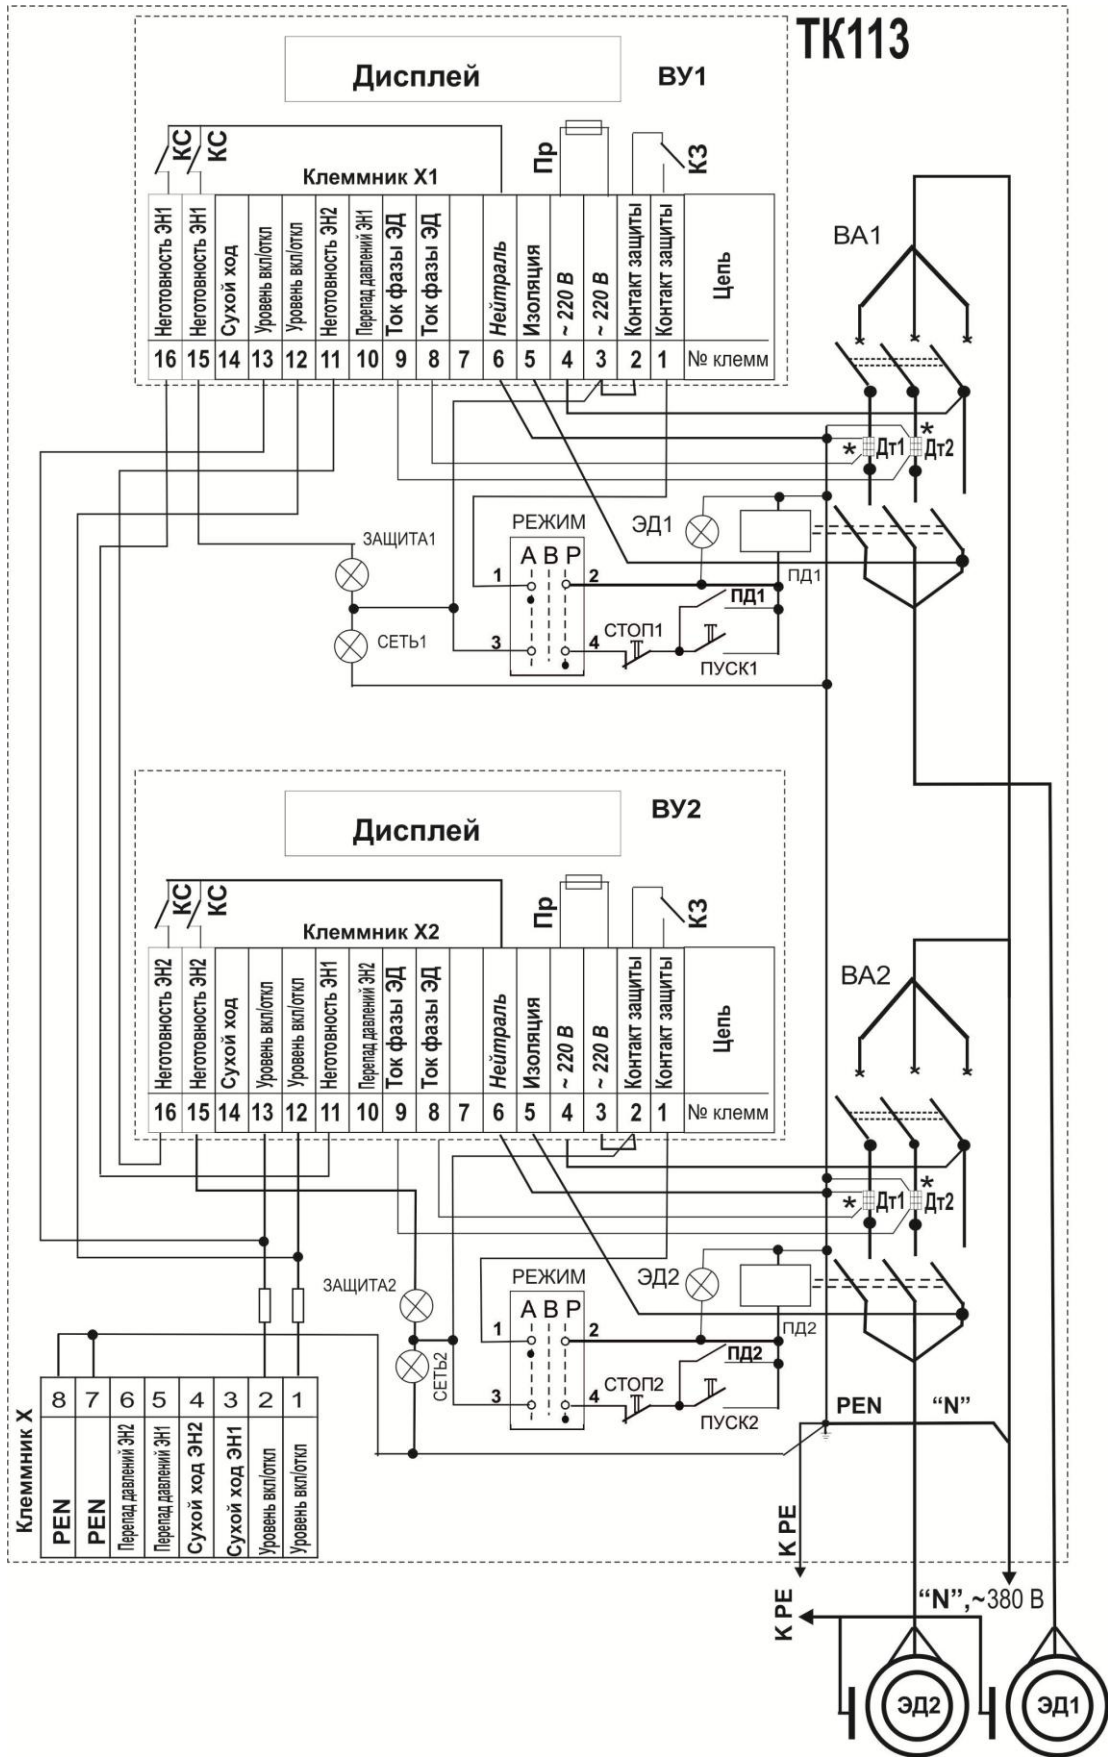 ТК113
Дисплей
ВУ1
КС
КС
Пр
КЗ
Клеммник Х1
Неготовность ЭН1
Неготовность ЭН1
Сухой ход
Уровень вкл/откл
Уровень вкл/откл
Неготовность ЭН2
Перепад давлений ЭН1
Ток фазы ЭД
Ток фазы ЭД
Нейтраль
Изоляция
~ 220 В
~ 220 В
Контакт защиты
Контакт защиты
Цепь
16 15 14 13 12 11 10 9 8 7 6 5 4 3 2 1 № клемм
ВА1
* Дт1
* Дт2
ЗАЩИТА1
РЕЖИМ
ЭД1
А В Р
1
2
ПД1
ПД1
СЕТЬ1
3
4
СТОП1
ПУСК1
Дисплей
ВУ2
КС
КС
Пр
КЗ
Клеммник Х2
Неготовность ЭН2
Неготовность ЭН2
Сухой ход
Уровень вкл/откл
Уровень вкл/откл
Неготовность ЭН1
Перепад давлений ЭН2
Ток фазы ЭД
Ток фазы ЭД
Нейтраль
Изоляция
~ 220 В
~ 220 В
Контакт защиты
Контакт защиты
Цепь
16 15 14 13 12 11 10 9 8 7 6 5 4 3 2 1 № клемм
ВА2
* Дт1
* Дт2
ЗАЩИТА2
РЕЖИМ
ЭД2
А В Р
1
2
ПД2
ПД2
СЕТЬ2
3
4
СТОП2
ПУСК2
Клеммник Х
8 7 6 5 4 3 2 1
PEN
PEN
Перепад давлений ЭН2
Перепад давлений ЭН1
Сухой ход ЭН2
Сухой ход ЭН1
Уровень вкл/откл
Уровень вкл/откл
PEN
“N”
К РЕ
К РЕ
“N”,~380 В
ЭД2
ЭД1